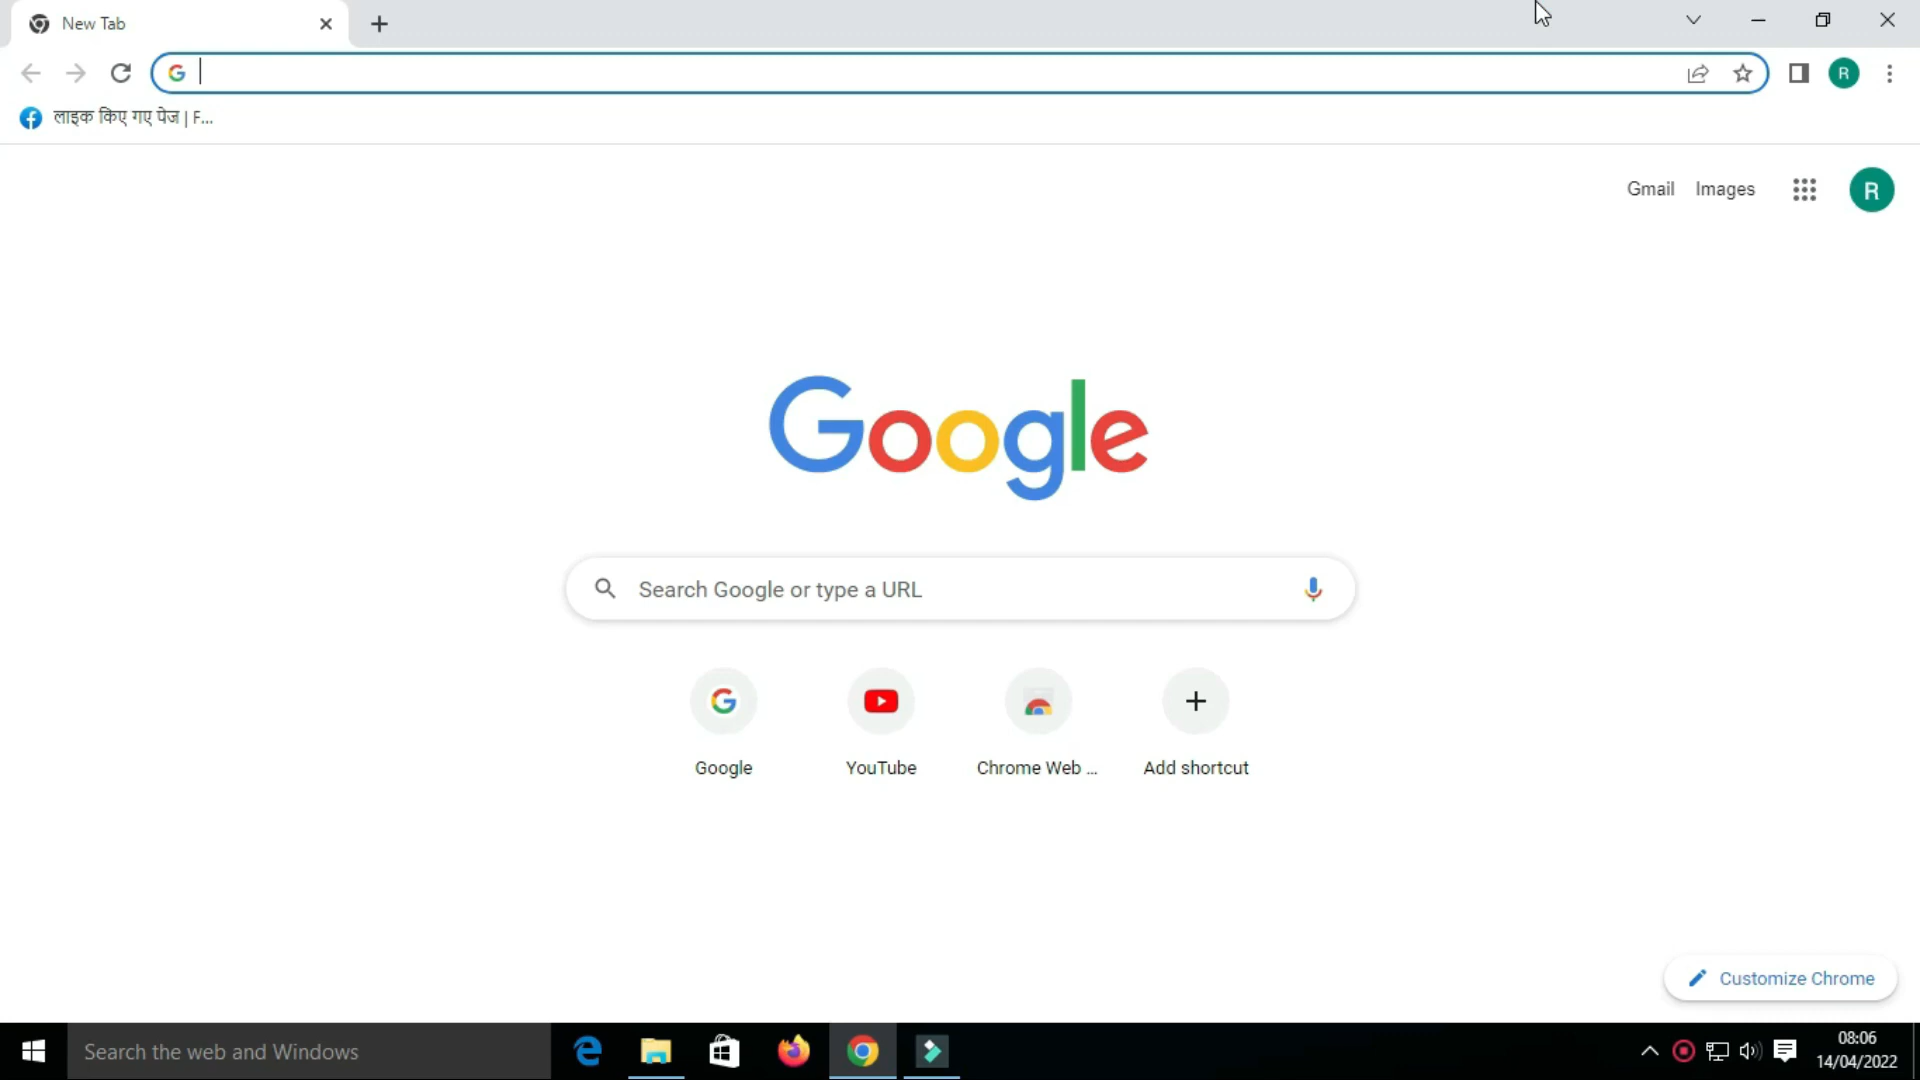 New Tab
लाइक किए गए पेज | F...
Gmail Images R
R
Google
Search Google or type a URL
Google YouTube Chrome Web ... Add shortcut
Customize Chrome
Search the web and Windows
08:06
14/04/2022